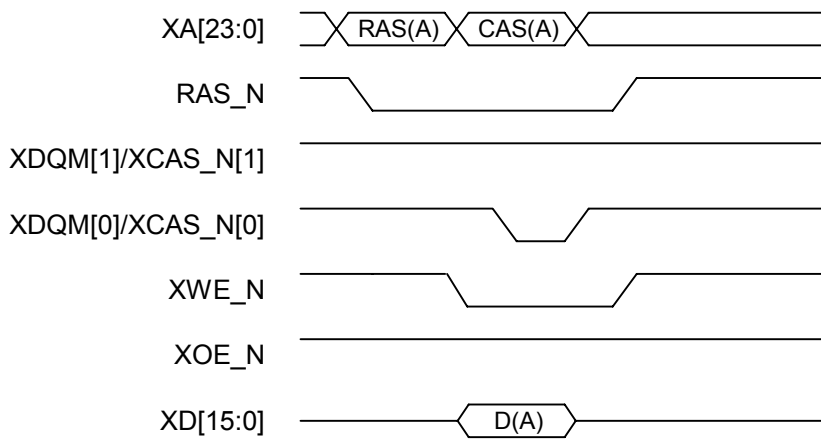 XA[23:0] RAS(A) CAS(A)
RAS_N
XDQM[1]/XCAS_N[1]
XDQM[0]/XCAS_N[0]
XWE_N
XOE_N
XD[15:0] D(A)